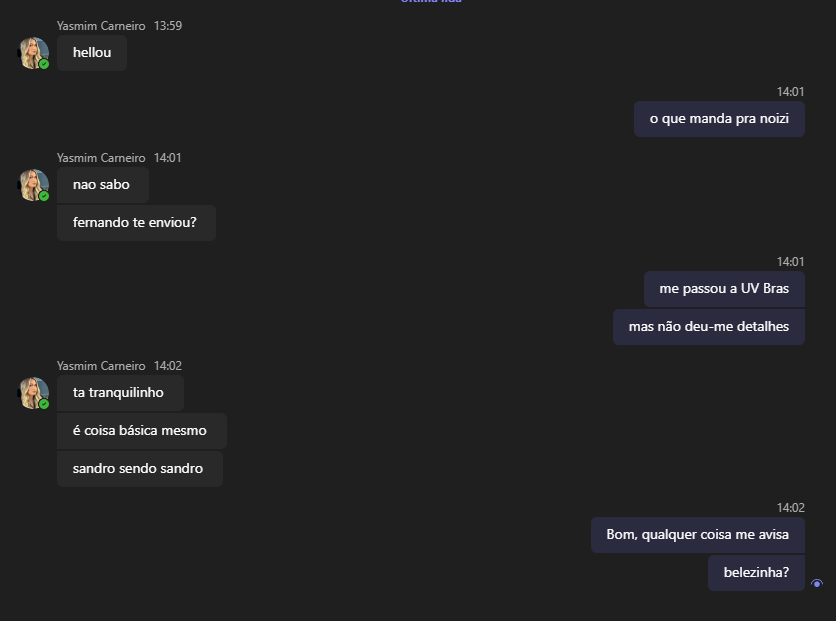 Última lida
Yasmim Carneiro 13:59
hellou
14:01
o que manda pra noizi
Yasmim Carneiro 14:01
nao sabo
fernando te enviou?
14:01
me passou a UV Bras
mas não deu-me detalhes
Yasmim Carneiro 14:02
ta tranquilinho
é coisa básica mesmo
sandro sendo sandro
14:02
Bom, qualquer coisa me avisa
belezinha?